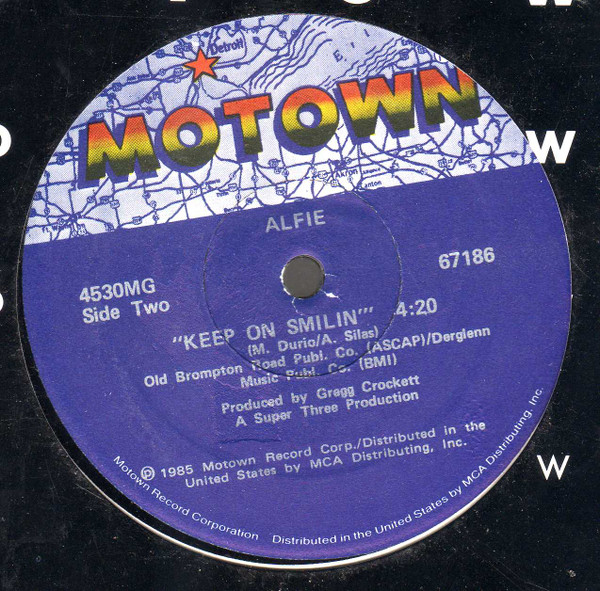 W
Detroit
ERIE
MOTOWN
Akron
Canton
W
ALFIE
4530MG
67186
Side Two
"KEEP ON SMILIN'" 4:20
(M. Durio/A. Silas)
Old Brompton Road Publ. Co. (ASCAP)/Derglenn
Music Publ. Co. (BMI)
Produced by Gregg Crockett
A Super Three Production
℗ 1985 Motown Record Corp./Distributed in the
United States by MCA Distributing, Inc.
Motown Record Corporation Distributed in the United States by MCA Distributing, Inc.
W